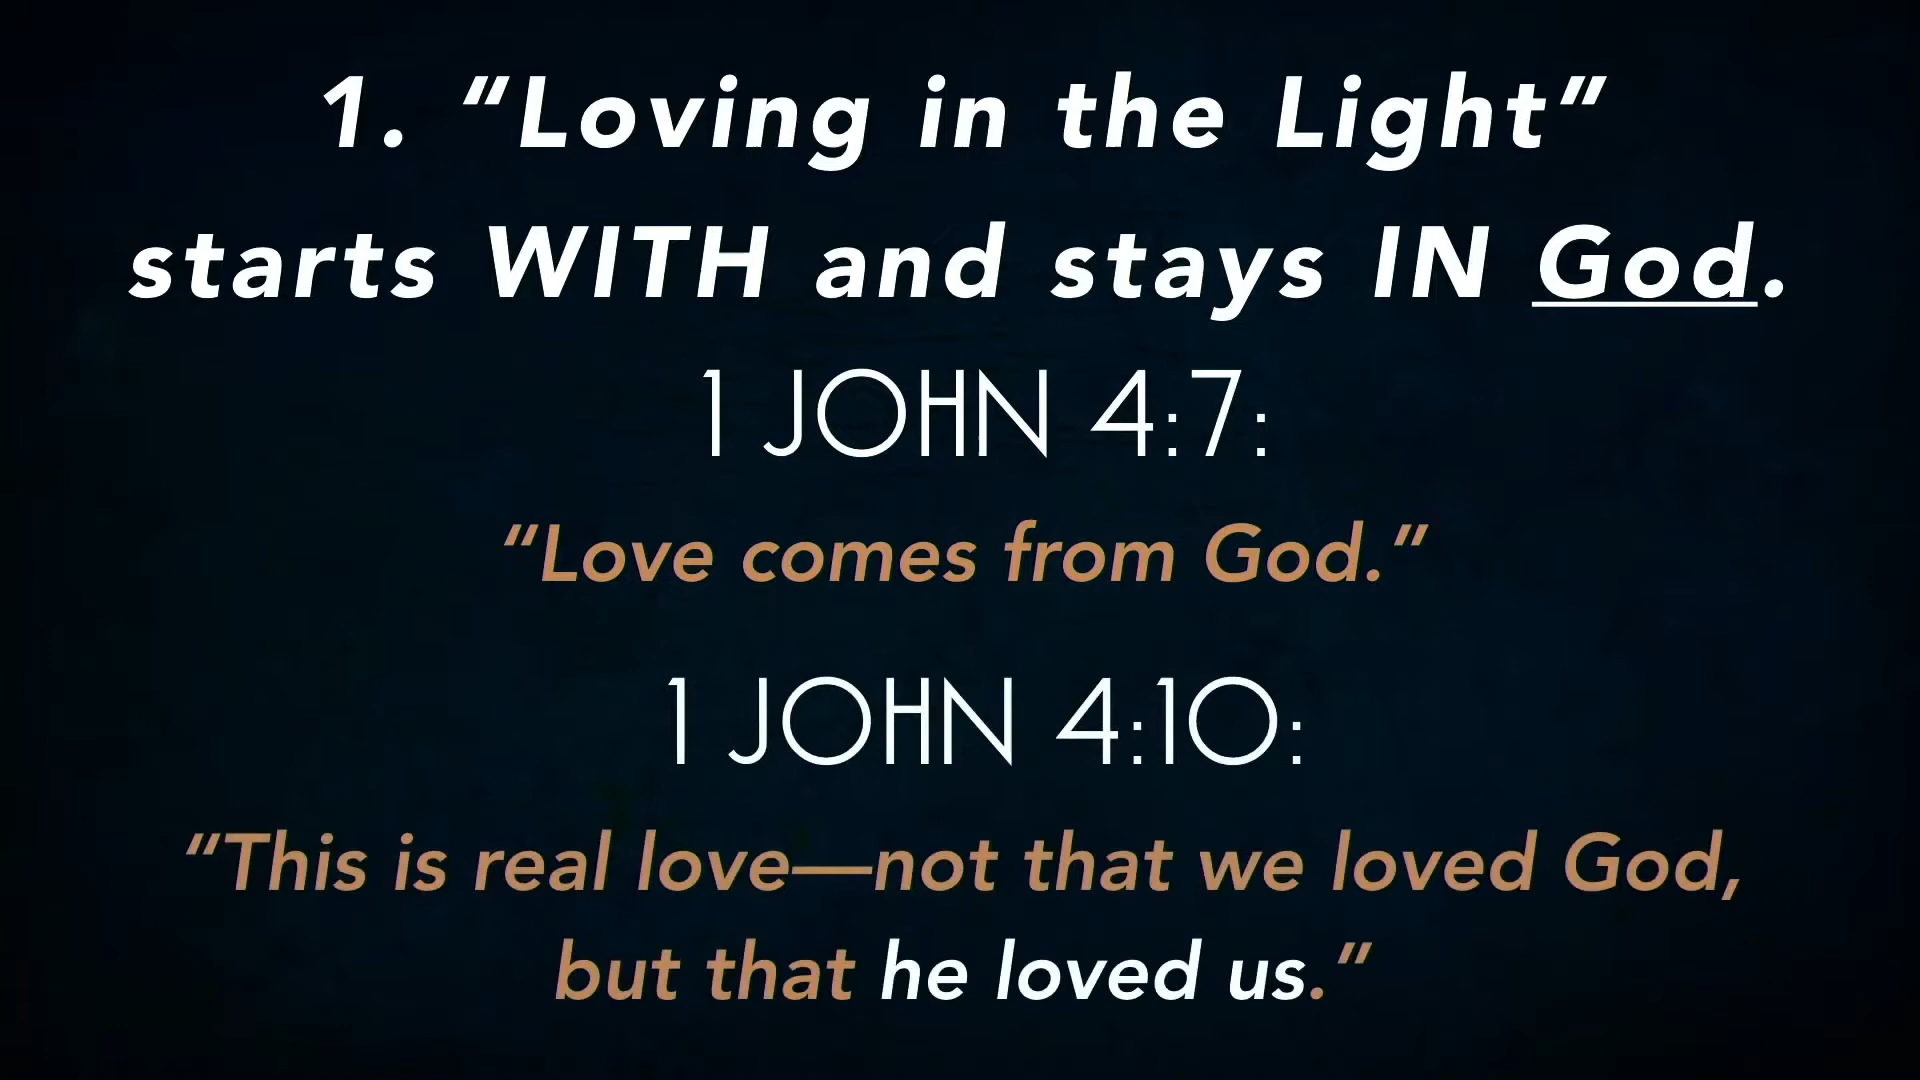 1. “Loving in the Light”
starts WITH and stays IN God.
1 JOHN 4:7:
“Love comes from God.”
1 JOHN 4:10:
“This is real love—not that we loved God,
but that he loved us.”